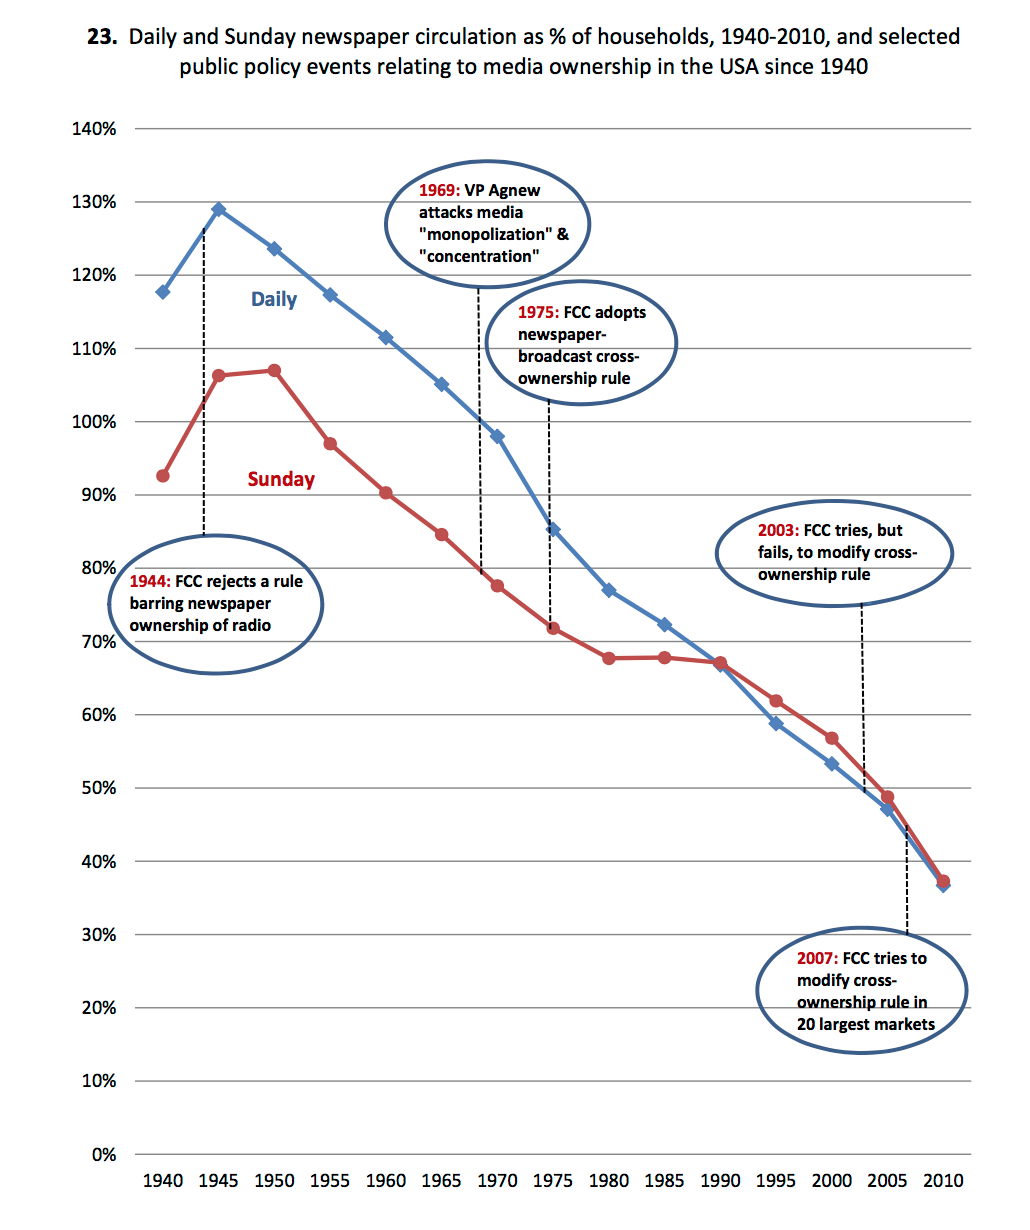 23. Daily and Sunday newspaper circulation as % of households, 1940-2010, and selected
public policy events relating to media ownership in the USA since 1940
140%
130%
120%
110%
100%
90%
80%
70%
60%
50%
40%
30%
20%
10%
0%
1969: VP Agnew
attacks media
"monopolization" &
"concentration"
Daily
1975: FCC adopts
newspaper-
broadcast cross-
ownership rule
Sunday
2003: FCC tries, but
fails, to modify cross-
ownership rule
1944: FCC rejects a rule
barring newspaper
ownership of radio
2007: FCC tries to
modify cross-
ownership rule in
20 largest markets
1940 1945 1950 1955 1960 1965 1970 1975 1980 1985 1990 1995 2000 2005 2010